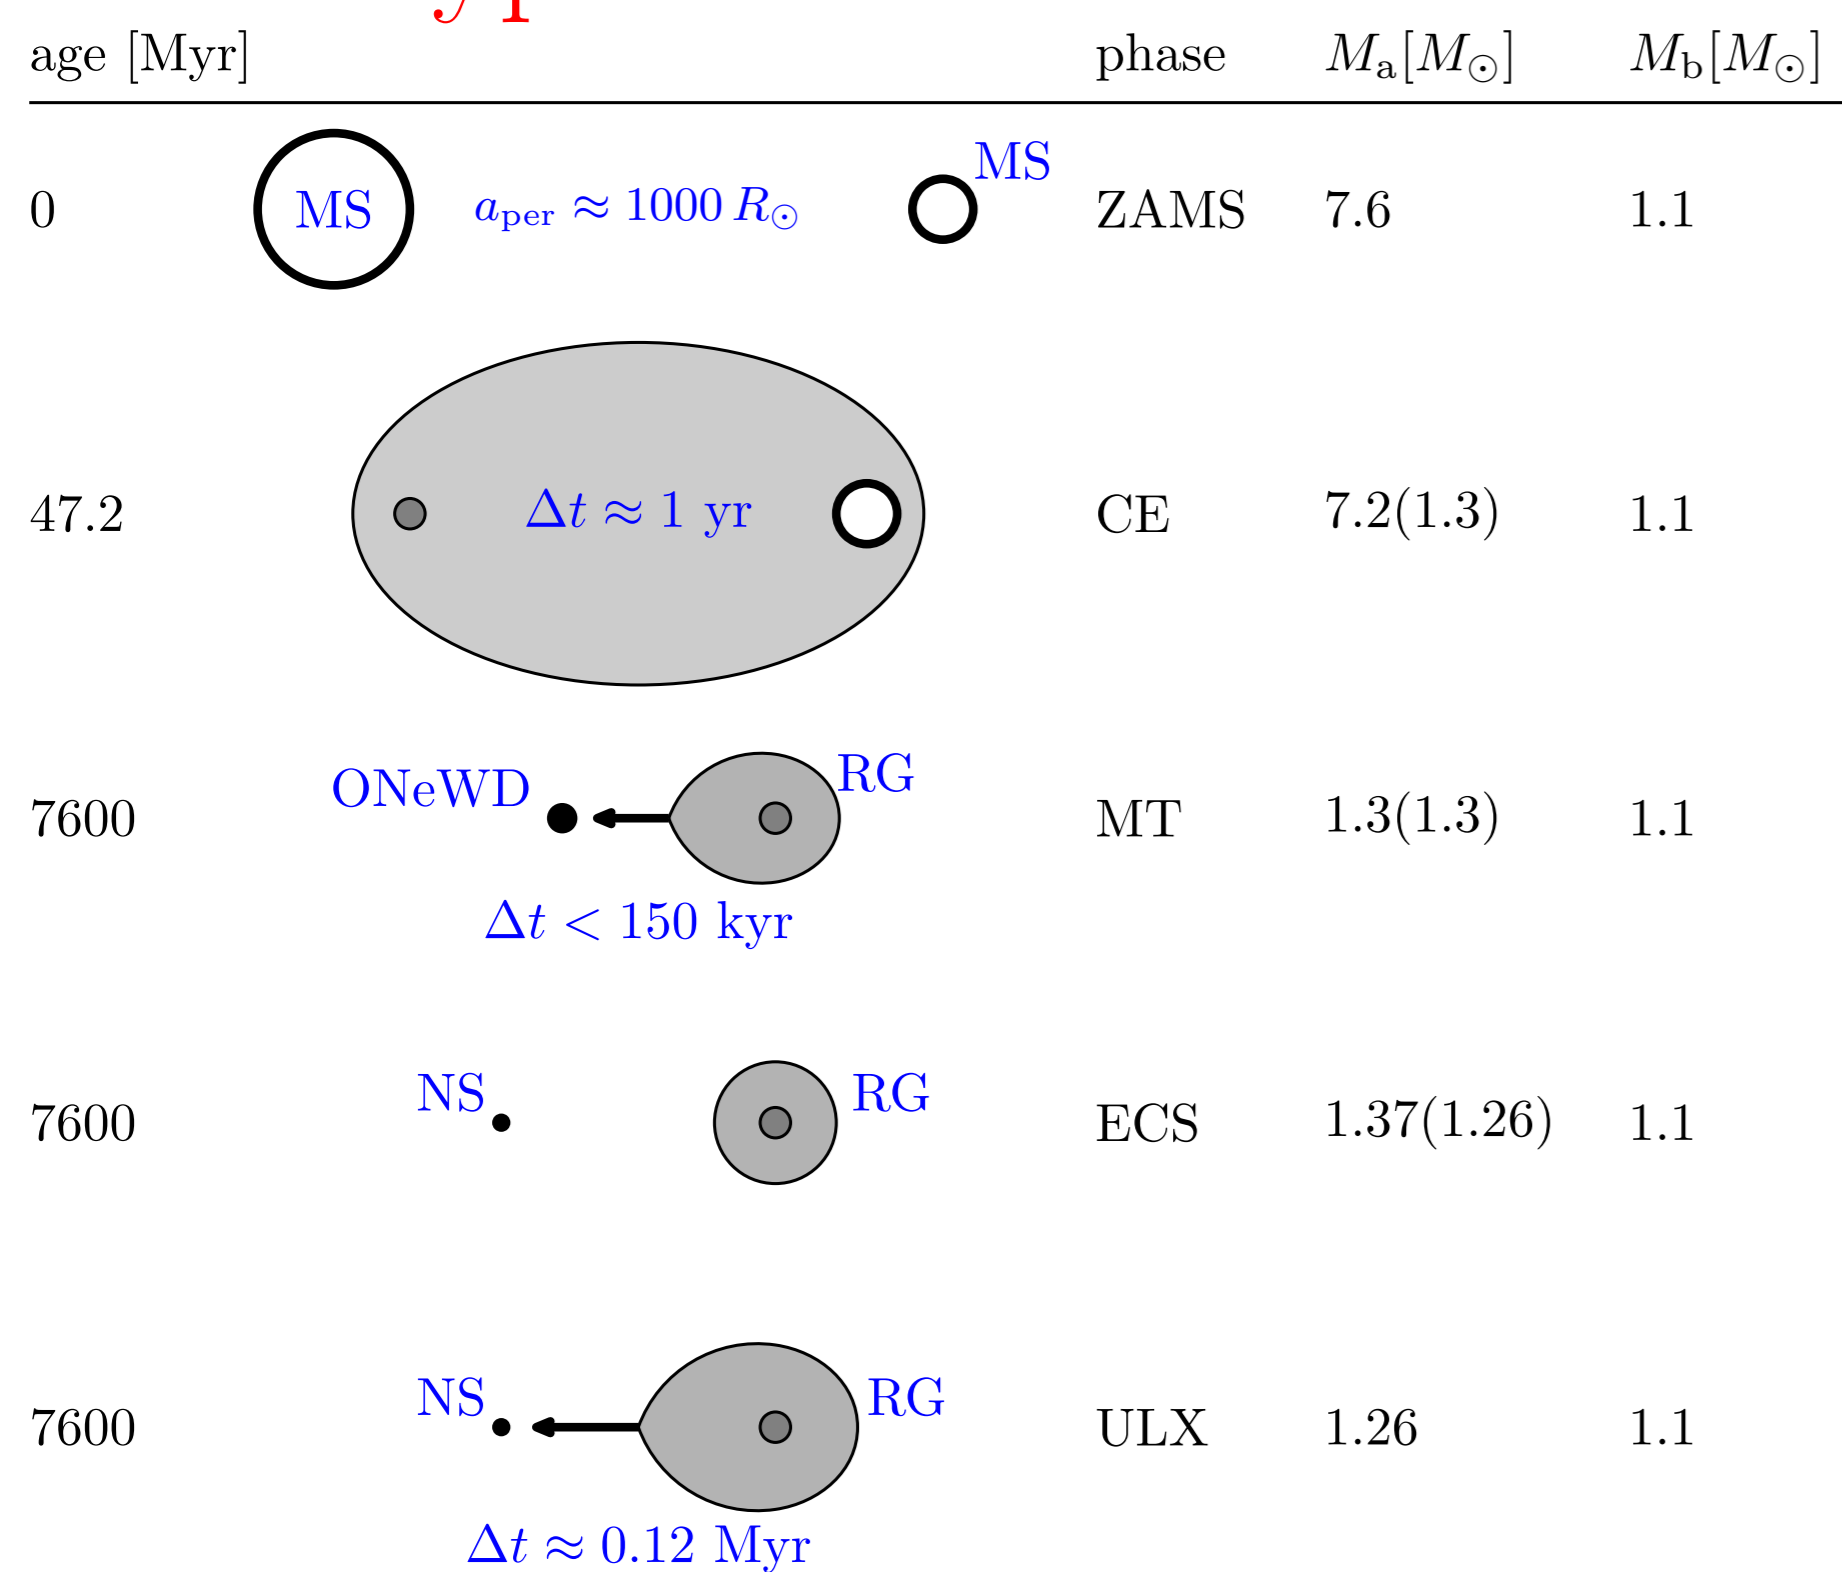 age [Myr] phase M_a[M_⊙] M_b[M_⊙]
MS
0 MS a_per ≈ 1000 R_⊙ ZAMS 7.6 1.1
47.2 Δt ≈ 1 yr CE 7.2(1.3) 1.1
ONeWD RG
7600 MT 1.3(1.3) 1.1
Δt < 150 kyr
NS RG
7600 ECS 1.37(1.26) 1.1
NS RG
7600 ULX 1.26 1.1
Δt ≈ 0.12 Myr